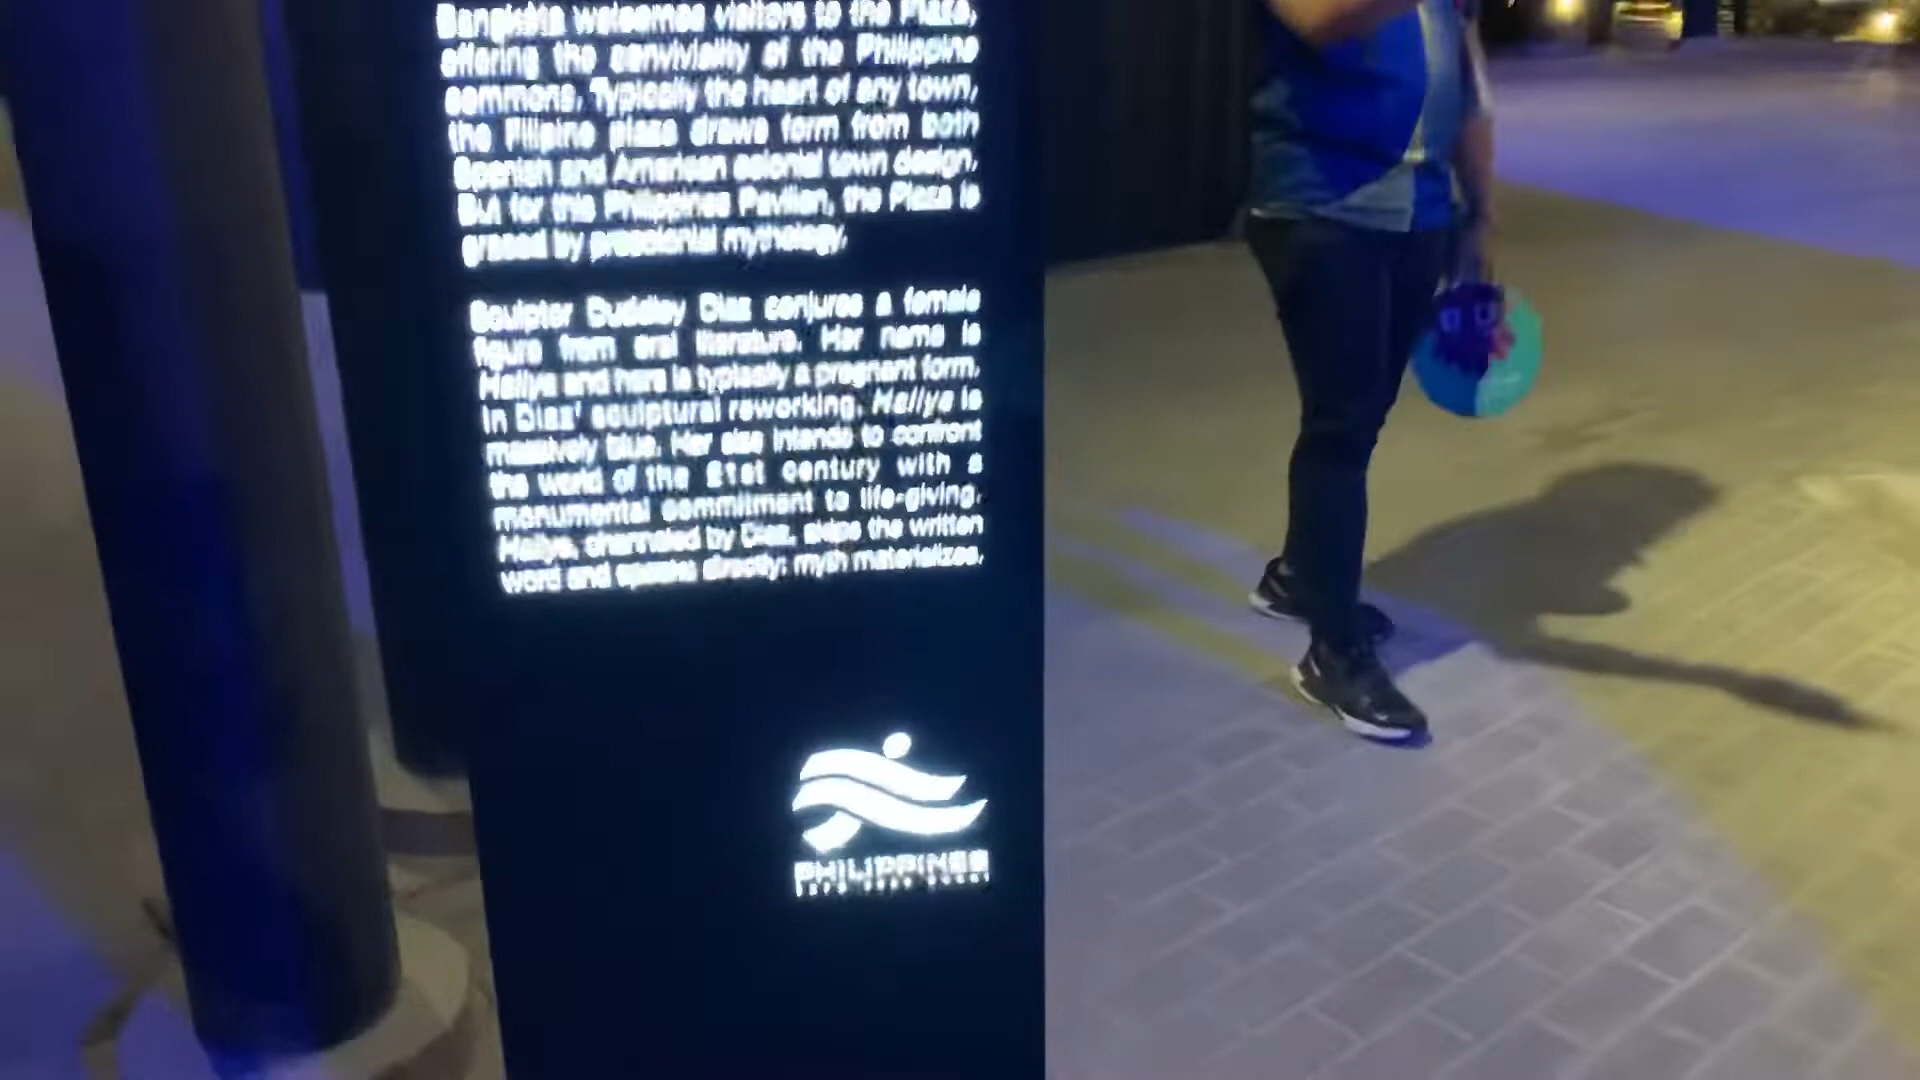 Bangkota welcomes visitors to the Plaza,
offering the conviviality of the Philippine
commons. Typically the heart of any town,
the Filipino plaza draws form from both
Spanish and American colonial town design.
But for this Philippines Pavilion, the Plaza is
graced by precolonial mythology.
Sculptor Duddley Diaz conjures a female
figure from oral literature. Her name is
Haliya and hers is typically a pregnant form.
In Diaz' sculptural reworking, Haliya is
massively blue. Her size intends to confront
the world of the 21st century with a
monumental commitment to life-giving.
Haliya, channeled by Diaz, skips the written
word and operates directly: myth materializes.
PHILIPPINES